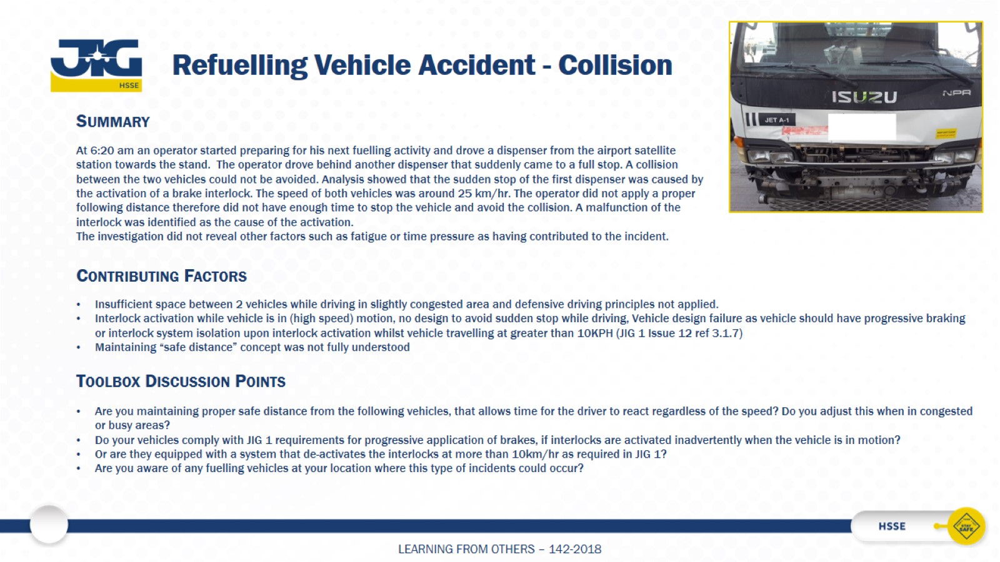 JIG
HSSE
Refuelling Vehicle Accident - Collision
ISUZU
NPR
JET A-1
SUMMARY
At 6:20 am an operator started preparing for his next fuelling activity and drove a dispenser from the airport satellite
station towards the stand. The operator drove behind another dispenser that suddenly came to a full stop. A collision
between the two vehicles could not be avoided. Analysis showed that the sudden stop of the first dispenser was caused by
the activation of a brake interlock. The speed of both vehicles was around 25 km/hr. The operator did not apply a proper
following distance therefore did not have enough time to stop the vehicle and avoid the collision. A malfunction of the
interlock was identified as the cause of the activation.
The investigation did not reveal other factors such as fatigue or time pressure as having contributed to the incident.
CONTRIBUTING FACTORS
• Insufficient space between 2 vehicles while driving in slightly congested area and defensive driving principles not applied.
• Interlock activation while vehicle is in (high speed) motion, no design to avoid sudden stop while driving, Vehicle design failure as vehicle should have progressive braking
or interlock system isolation upon interlock activation whilst vehicle travelling at greater than 10KPH (JIG 1 Issue 12 ref 3.1.7)
• Maintaining “safe distance” concept was not fully understood
TOOLBOX DISCUSSION POINTS
• Are you maintaining proper safe distance from the following vehicles, that allows time for the driver to react regardless of the speed? Do you adjust this when in congested
or busy areas?
• Do your vehicles comply with JIG 1 requirements for progressive application of brakes, if interlocks are activated inadvertently when the vehicle is in motion?
• Or are they equipped with a system that de-activates the interlocks at more than 10km/hr as required in JIG 1?
• Are you aware of any fuelling vehicles at your location where this type of incidents could occur?
HSSE
STAY
SAFE
LEARNING FROM OTHERS – 142-2018